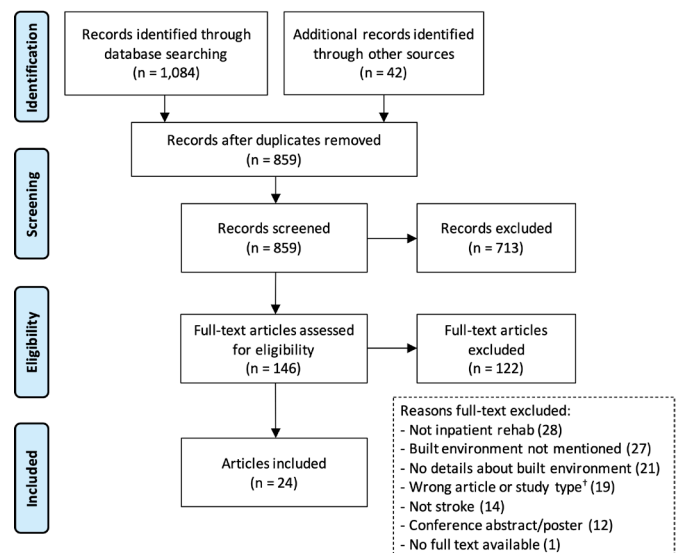 Identification
Records identified through
database searching
(n = 1,084)
Additional records identified
through other sources
(n = 42)
Records after duplicates removed
(n = 859)
Screening
Records screened
(n = 859)
Records excluded
(n = 713)
Eligibility
Full-text articles assessed
for eligibility
(n = 146)
Full-text articles
excluded
(n = 122)
Included
Articles included
(n = 24)
Reasons full-text excluded:
- Not inpatient rehab (28)
- Built environment not mentioned (27)
- No details about built environment (21)
- Wrong article or study type† (19)
- Not stroke (14)
- Conference abstract/poster (12)
- No full text available (1)